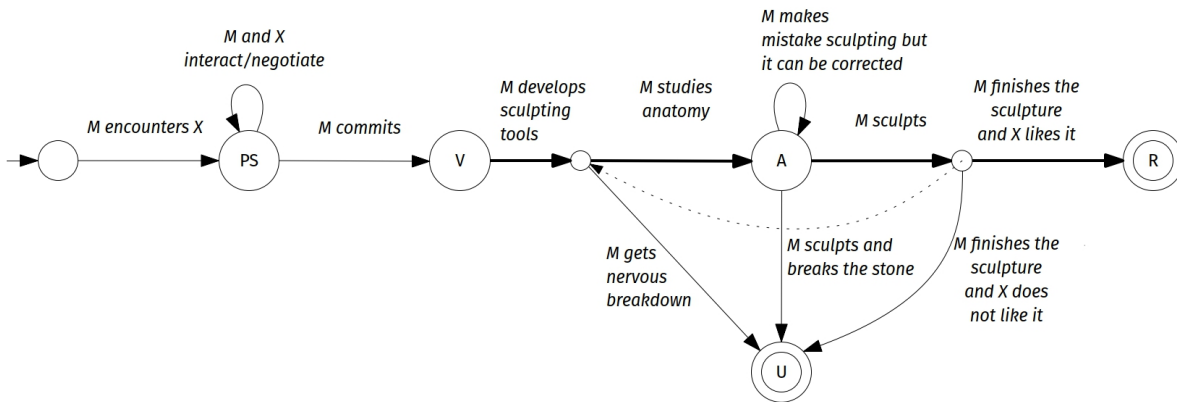 M and X
interact/negotiate
M makes
mistake sculpting but
it can be corrected
M encounters X
M commits
M develops
sculpting
tools
M studies
anatomy
M sculpts
M finishes the
sculpture
and X likes it
PS
V
A
R
M gets
nervous
breakdown
M sculpts and
breaks the stone
M finishes the
sculpture
and X does
not like it
U